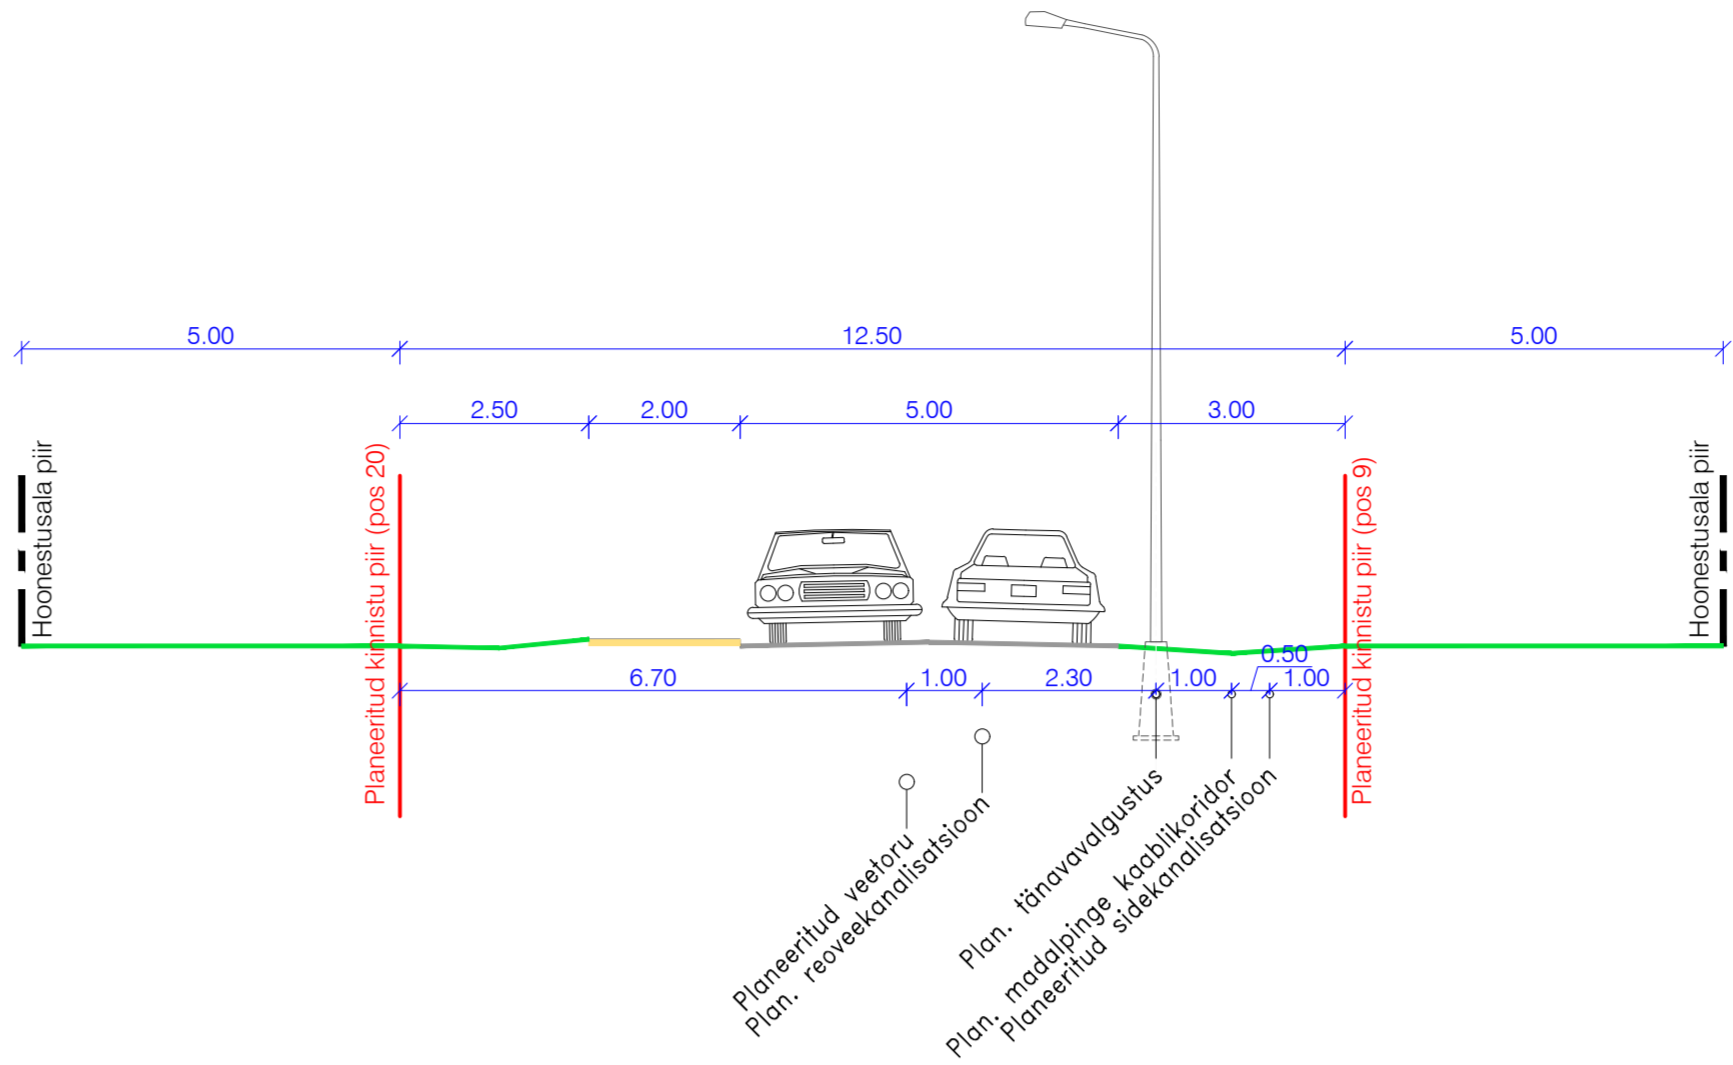 5.00
12.50
5.00
2.50
2.00
5.00
3.00
Hoonestusala piir
Planeeritud kinnistu piir (pos 20)
Planeeritud kinnistu piir (pos 9)
Hoonestusala piir
6.70
1.00
2.30
1.00
0.50
1.00
Planeeritud veetoru
Plan. reoveekanalisatsioon
Plan. tänavavalgustus
Plan. madalpinge kaablikoridor
Planeeritud sidekanalisatsioon